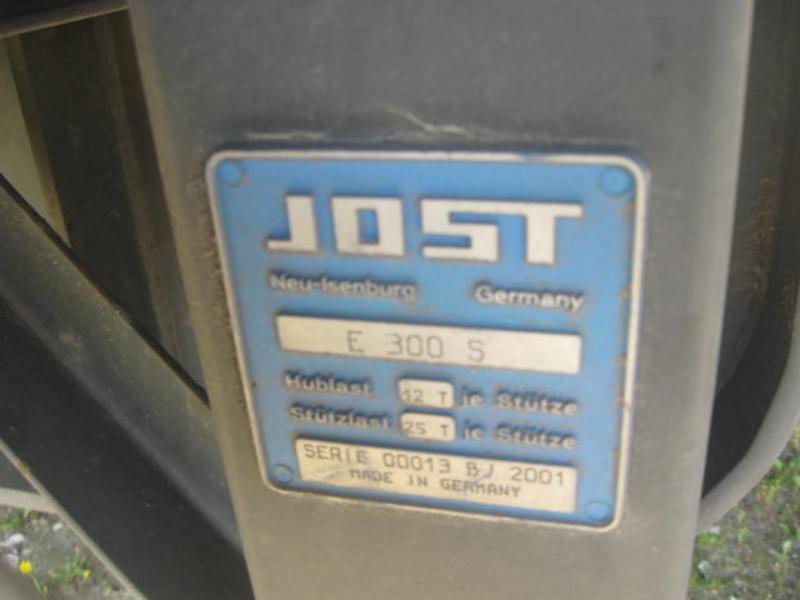 JOST
Neu-Isenburg Germany
E 300 S
Hublast 12 T je Stütze
Stützlast 25 T je Stütze
SERIE 00013 BJ 2001
MADE IN GERMANY